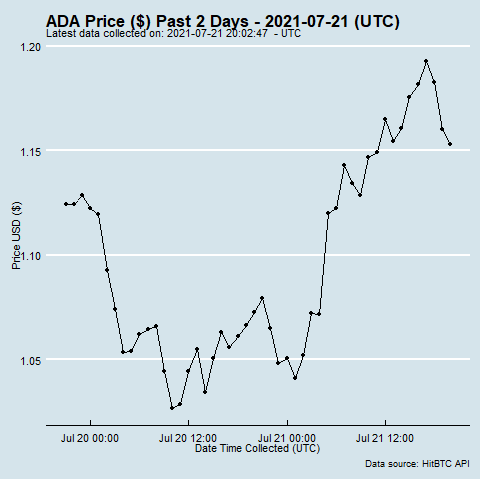 ADA Price ($) Past 2 Days - 2021-07-21 (UTC)
Latest data collected on: 2021-07-21 20:02:47 - UTC
1.20
1.15
1.10
1.05
Price USD ($)
Jul 20 00:00 Jul 20 12:00 Jul 21 00:00 Jul 21 12:00
Date Time Collected (UTC)
Data source: HitBTC API